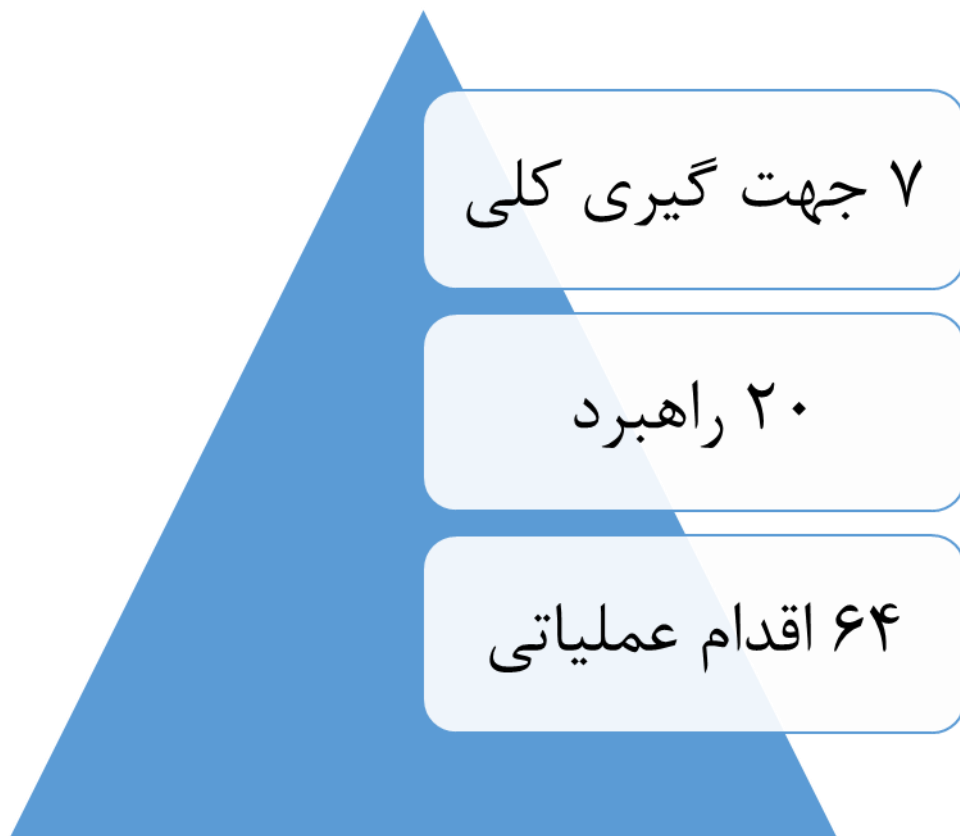 ۷ جهت گیری کلی
۲۰ راهبرد
۶۴ اقدام عملیاتی